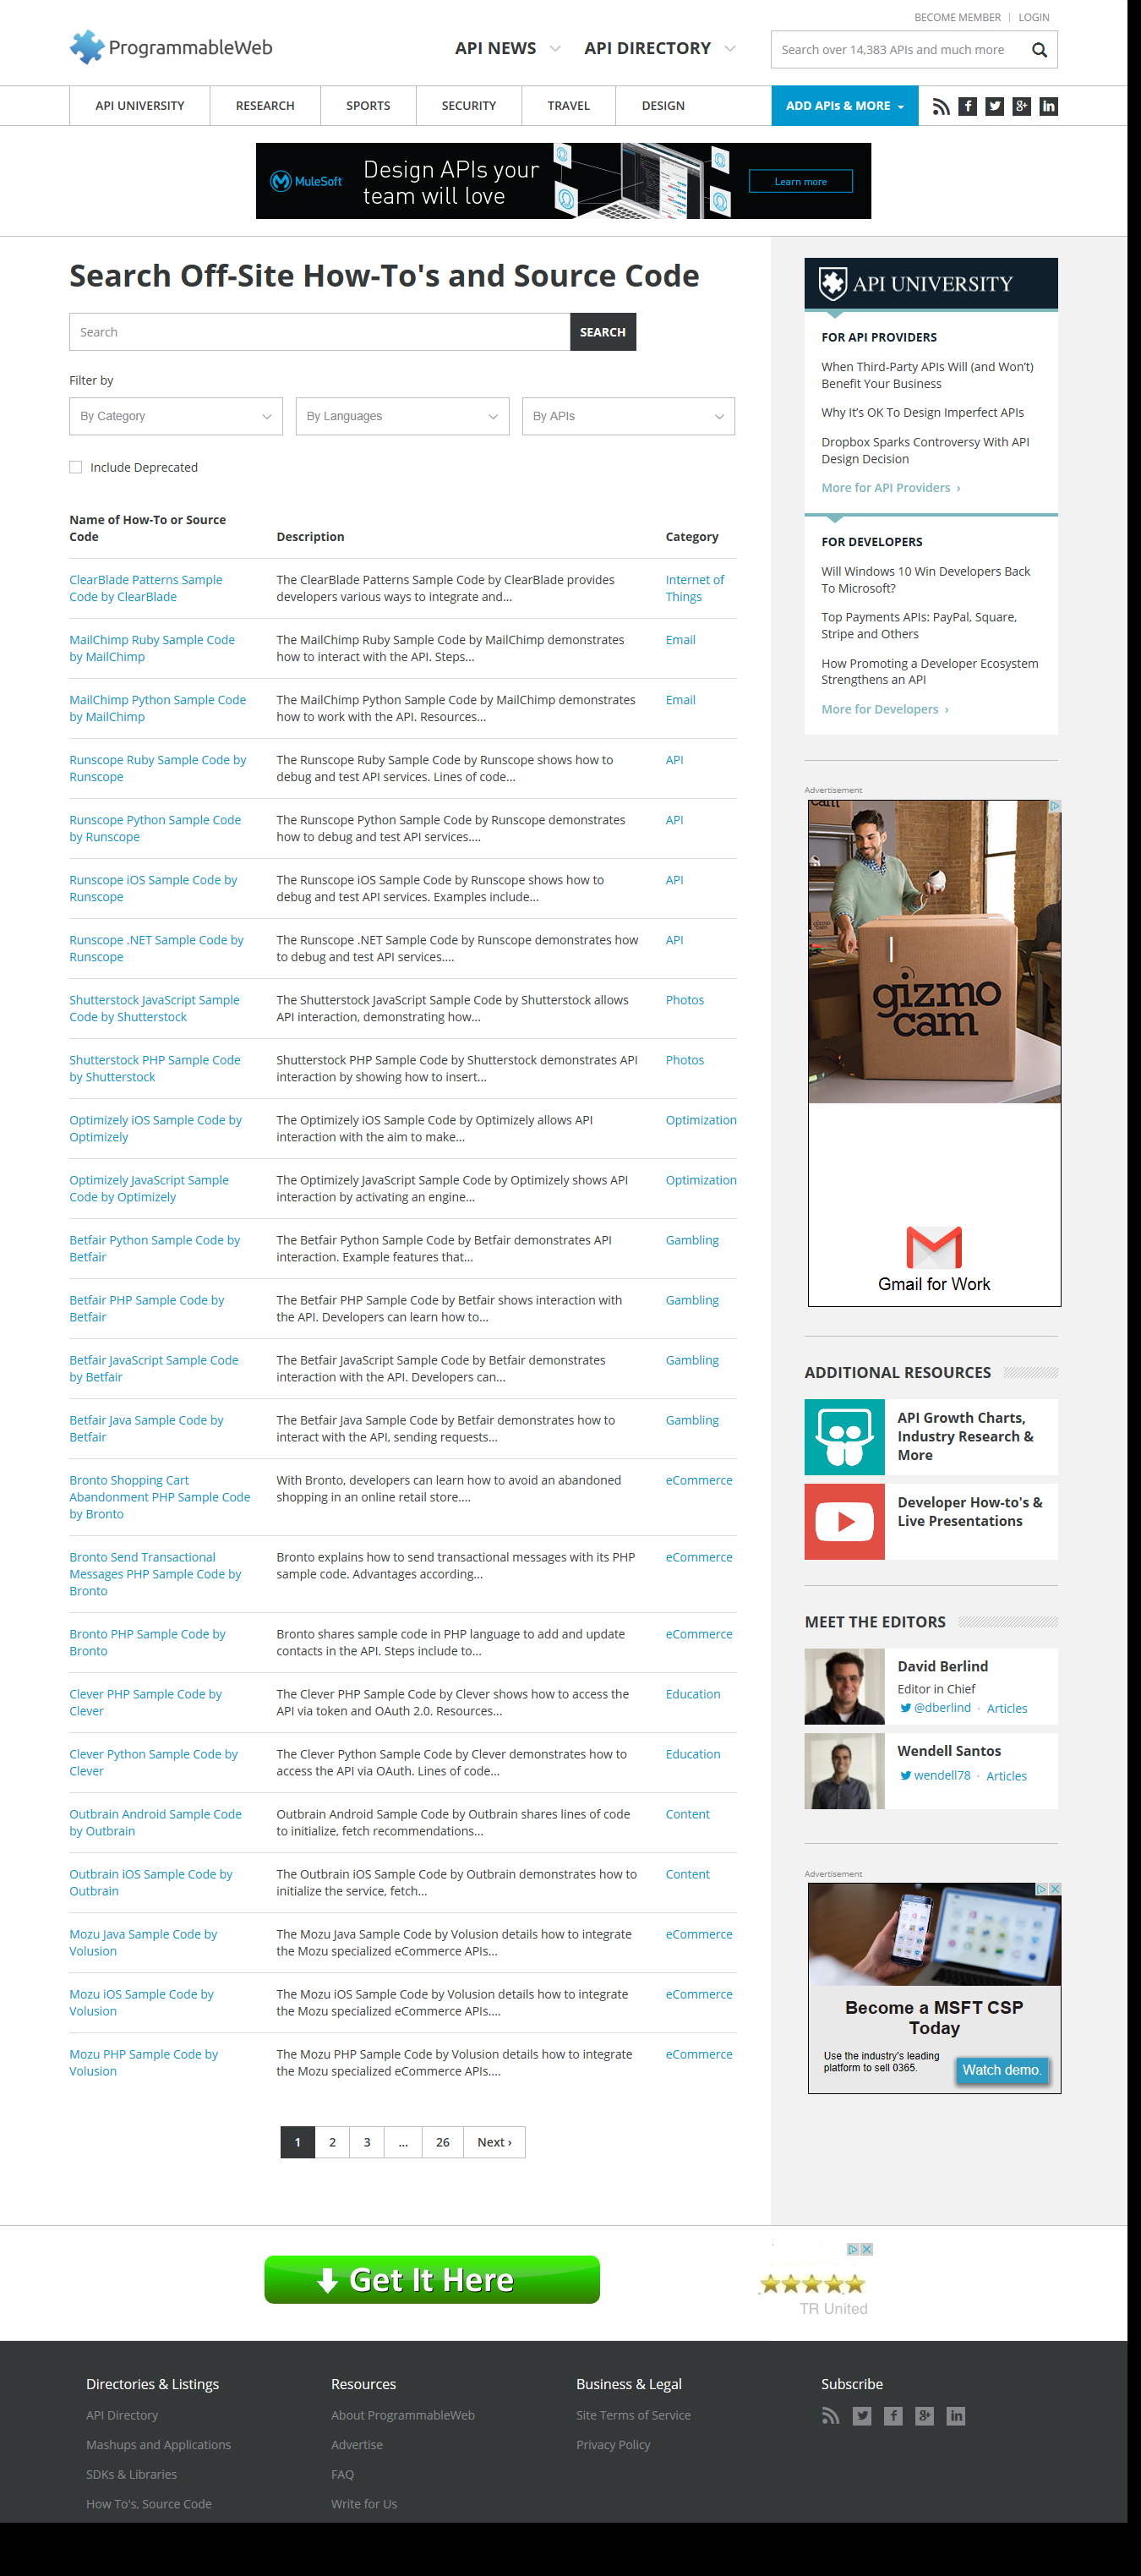 BECOME MEMBER | LOGIN
ProgrammableWeb
API NEWS
API DIRECTORY
Search over 14,383 APIs and much more
API UNIVERSITY
RESEARCH
SPORTS
SECURITY
TRAVEL
DESIGN
ADD APIs & MORE
MuleSoft
Design APIs your
team will love
Learn more
Search Off-Site How-To's and Source Code
Search
SEARCH
Filter by
By Category
By Languages
By APIs
Include Deprecated
Name of How-To or Source
Code
Description
Category
ClearBlade Patterns Sample
Code by ClearBlade
The ClearBlade Patterns Sample Code by ClearBlade provides
developers various ways to integrate and...
Internet of
Things
MailChimp Ruby Sample Code
by MailChimp
The MailChimp Ruby Sample Code by MailChimp demonstrates
how to interact with the API. Steps...
Email
MailChimp Python Sample Code
by MailChimp
The MailChimp Python Sample Code by MailChimp demonstrates
how to work with the API. Resources...
Email
Runscope Ruby Sample Code by
Runscope
The Runscope Ruby Sample Code by Runscope shows how to
debug and test API services. Lines of code...
API
Runscope Python Sample Code
by Runscope
The Runscope Python Sample Code by Runscope demonstrates
how to debug and test API services....
API
Runscope iOS Sample Code by
Runscope
The Runscope iOS Sample Code by Runscope shows how to
debug and test API services. Examples include...
API
Runscope .NET Sample Code by
Runscope
The Runscope .NET Sample Code by Runscope demonstrates how
to debug and test API services....
API
Shutterstock JavaScript Sample
Code by Shutterstock
The Shutterstock JavaScript Sample Code by Shutterstock allows
API interaction, demonstrating how...
Photos
Shutterstock PHP Sample Code
by Shutterstock
Shutterstock PHP Sample Code by Shutterstock demonstrates API
interaction by showing how to insert...
Photos
Optimizely iOS Sample Code by
Optimizely
The Optimizely iOS Sample Code by Optimizely allows API
interaction with the aim to make...
Optimization
Optimizely JavaScript Sample
Code by Optimizely
The Optimizely JavaScript Sample Code by Optimizely shows API
interaction by activating an engine...
Optimization
Betfair Python Sample Code by
Betfair
The Betfair Python Sample Code by Betfair demonstrates API
interaction. Example features that...
Gambling
Betfair PHP Sample Code by
Betfair
The Betfair PHP Sample Code by Betfair shows interaction with
the API. Developers can learn how to...
Gambling
Betfair JavaScript Sample Code
by Betfair
The Betfair JavaScript Sample Code by Betfair demonstrates
interaction with the API. Developers can...
Gambling
Betfair Java Sample Code by
Betfair
The Betfair Java Sample Code by Betfair demonstrates how to
interact with the API, sending requests...
Gambling
Bronto Shopping Cart
Abandonment PHP Sample Code
by Bronto
With Bronto, developers can learn how to avoid an abandoned
shopping in an online retail store....
eCommerce
Bronto Send Transactional
Messages PHP Sample Code by
Bronto
Bronto explains how to send transactional messages with its PHP
sample code. Advantages according...
eCommerce
Bronto PHP Sample Code by
Bronto
Bronto shares sample code in PHP language to add and update
contacts in the API. Steps include to...
eCommerce
Clever PHP Sample Code by
Clever
The Clever PHP Sample Code by Clever shows how to access the
API via token and OAuth 2.0. Resources...
Education
Clever Python Sample Code by
Clever
The Clever Python Sample Code by Clever demonstrates how to
access the API via OAuth. Lines of code...
Education
Outbrain Android Sample Code
by Outbrain
Outbrain Android Sample Code by Outbrain shares lines of code
to initialize, fetch recommendations...
Content
Outbrain iOS Sample Code by
Outbrain
The Outbrain iOS Sample Code by Outbrain demonstrates how to
initialize the service, fetch...
Content
Mozu Java Sample Code by
Volusion
The Mozu Java Sample Code by Volusion details how to integrate
the Mozu specialized eCommerce APIs...
eCommerce
Mozu iOS Sample Code by
Volusion
The Mozu iOS Sample Code by Volusion details how to integrate
the Mozu specialized eCommerce APIs....
eCommerce
Mozu PHP Sample Code by
Volusion
The Mozu PHP Sample Code by Volusion details how to integrate
the Mozu specialized eCommerce APIs....
eCommerce
1
2
3
...
26
Next ›
API UNIVERSITY
FOR API PROVIDERS
When Third-Party APIs Will (and Won't)
Benefit Your Business
Why It's OK To Design Imperfect APIs
Dropbox Sparks Controversy With API
Design Decision
More for API Providers ›
FOR DEVELOPERS
Will Windows 10 Win Developers Back
To Microsoft?
Top Payments APIs: PayPal, Square,
Stripe and Others
How Promoting a Developer Ecosystem
Strengthens an API
More for Developers ›
Advertisement
cam
gizmo
cam
gizmo
cam
Gmail for Work
ADDITIONAL RESOURCES
API Growth Charts,
Industry Research &
More
Developer How-to's &
Live Presentations
MEET THE EDITORS
David Berlind
Editor in Chief
@dberlind · Articles
Wendell Santos
wendell78 · Articles
Advertisement
Become a MSFT CSP
Today
Use the industry's leading
platform to sell O365.
Watch demo.
Get It Here
TR United
Directories & Listings
API Directory
Mashups and Applications
SDKs & Libraries
How To's, Source Code
Resources
About ProgrammableWeb
Advertise
FAQ
Write for Us
Business & Legal
Site Terms of Service
Privacy Policy
Subscribe